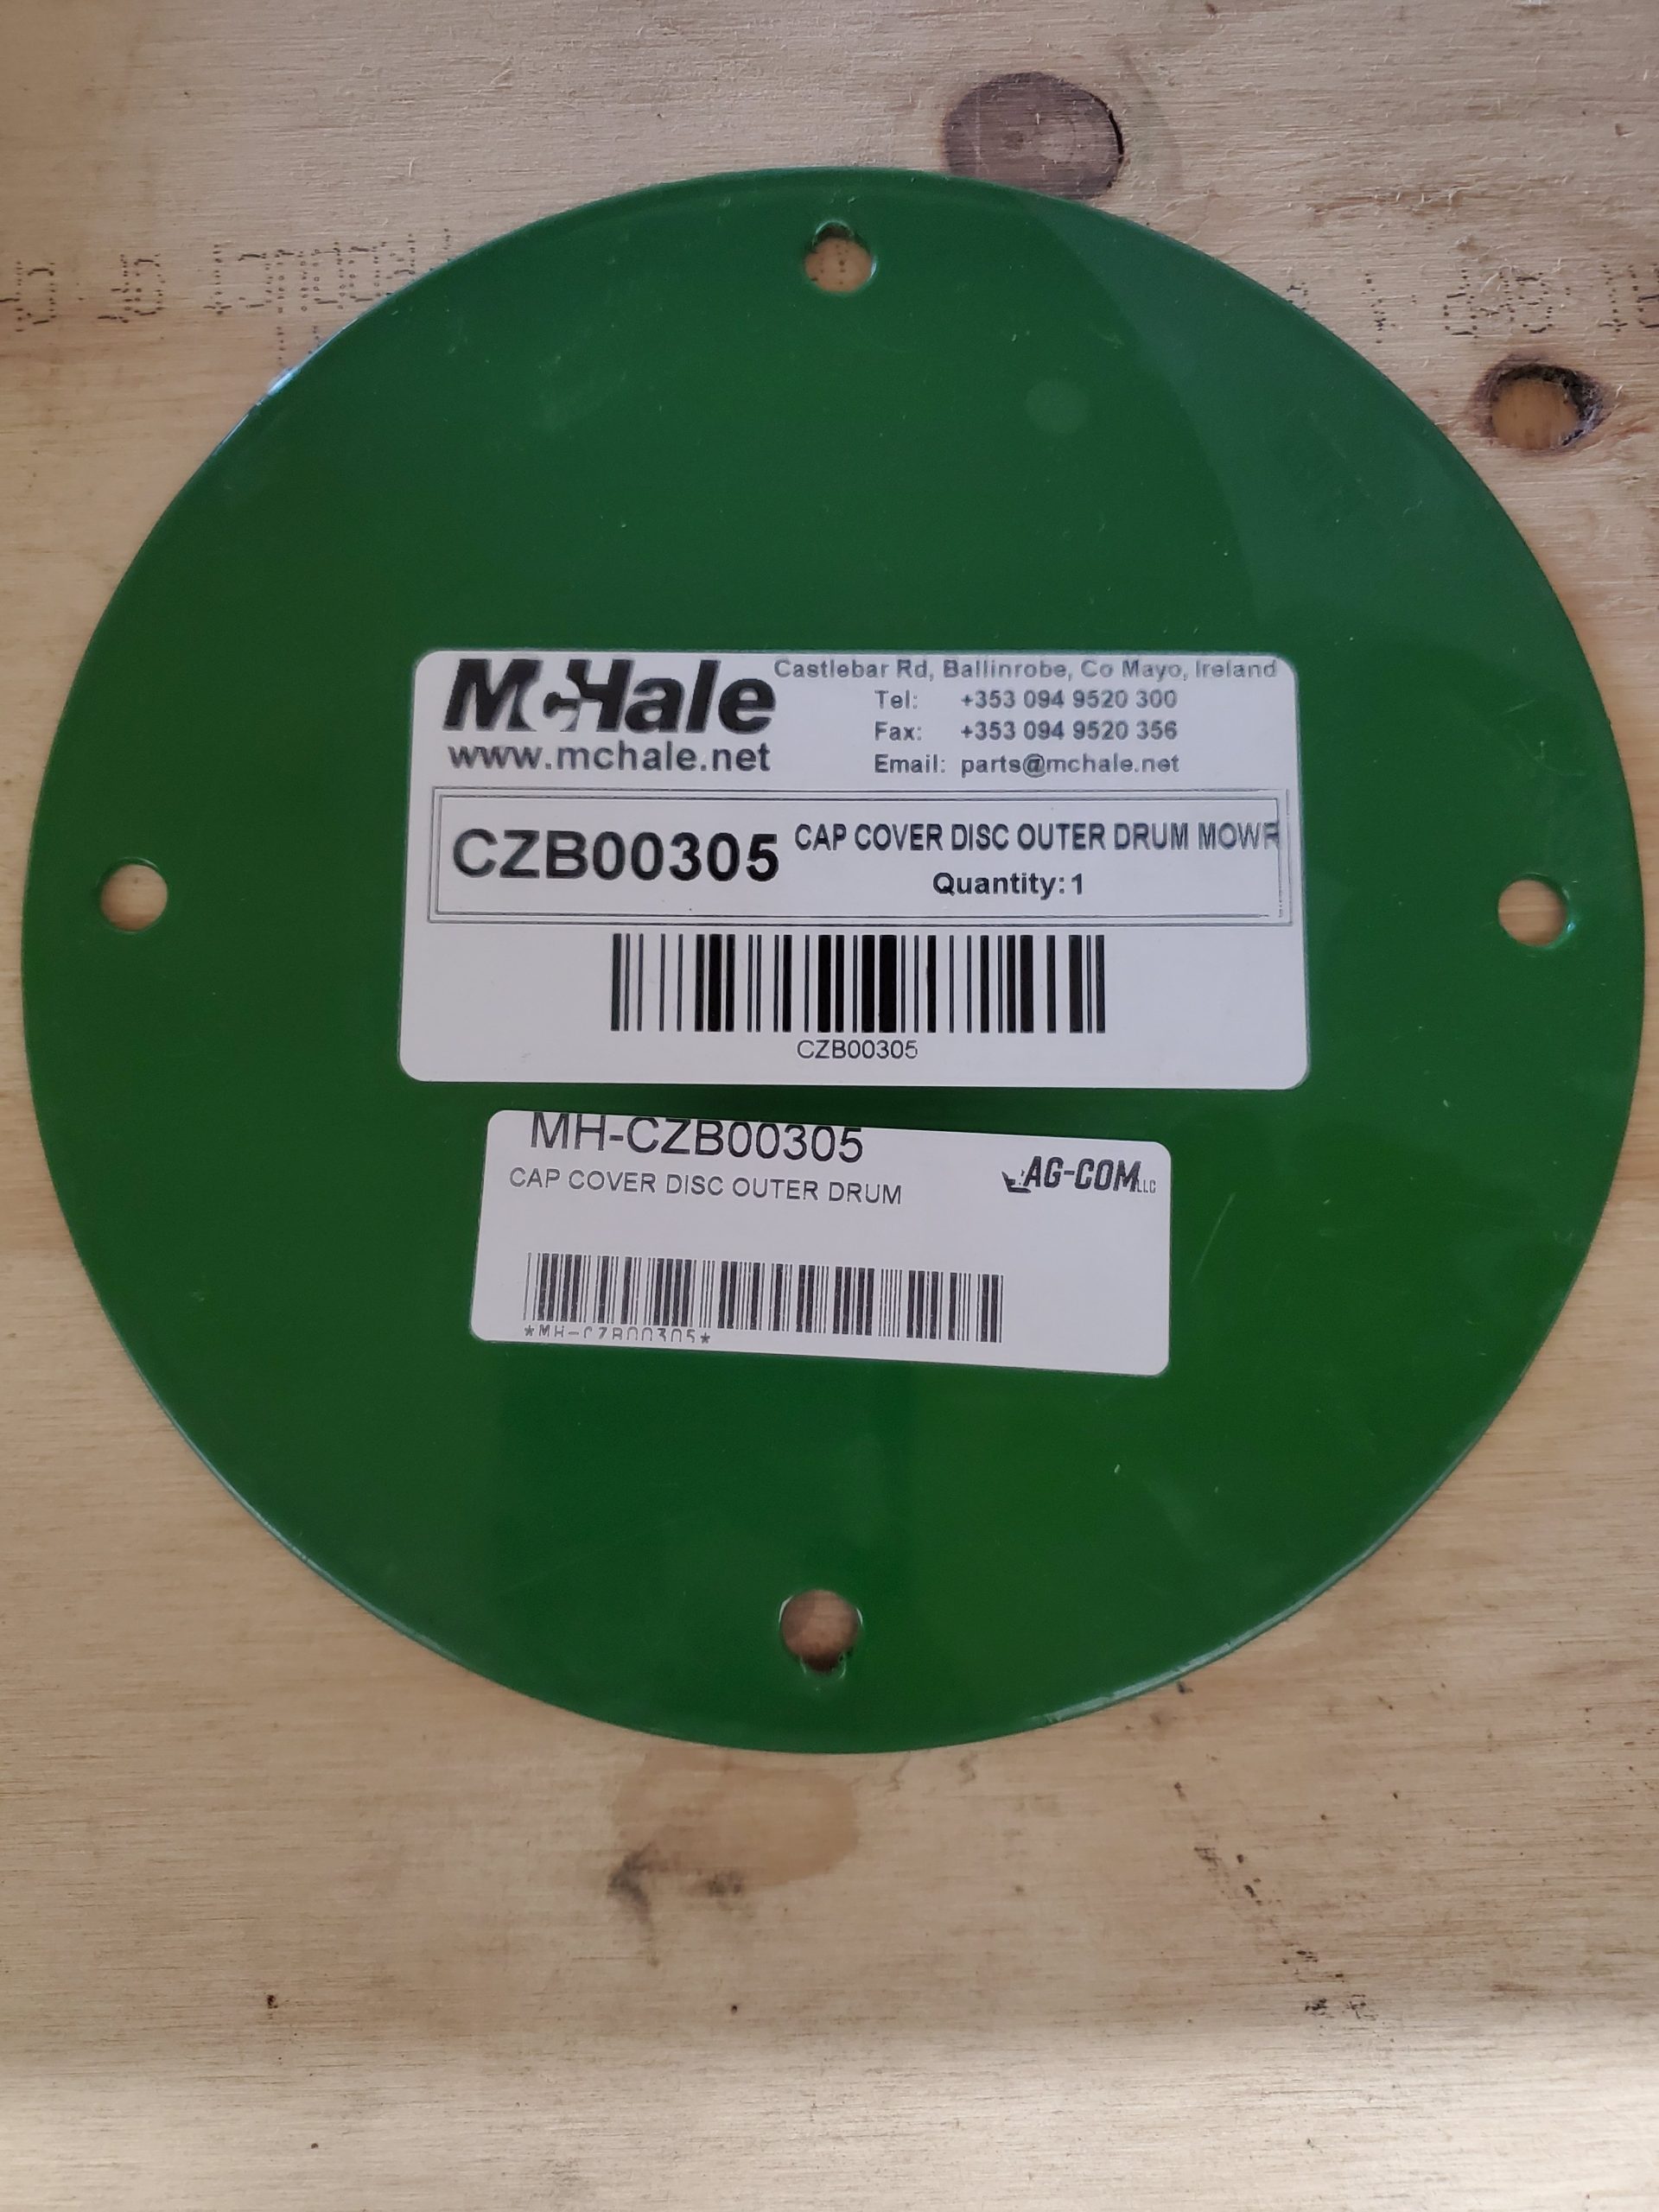 McHale
www.mchale.net
Castlebar Rd, Ballinrobe, Co Mayo, Ireland
Tel: +353 094 9520 300
Fax: +353 094 9520 356
Email: parts@mchale.net
CZB00305
CAP COVER DISC OUTER DRUM MOWR
Quantity:1
CZB00305
MH-CZB00305
CAP COVER DISC OUTER DRUM
AG-COM LLC
*MH-CZB00305*